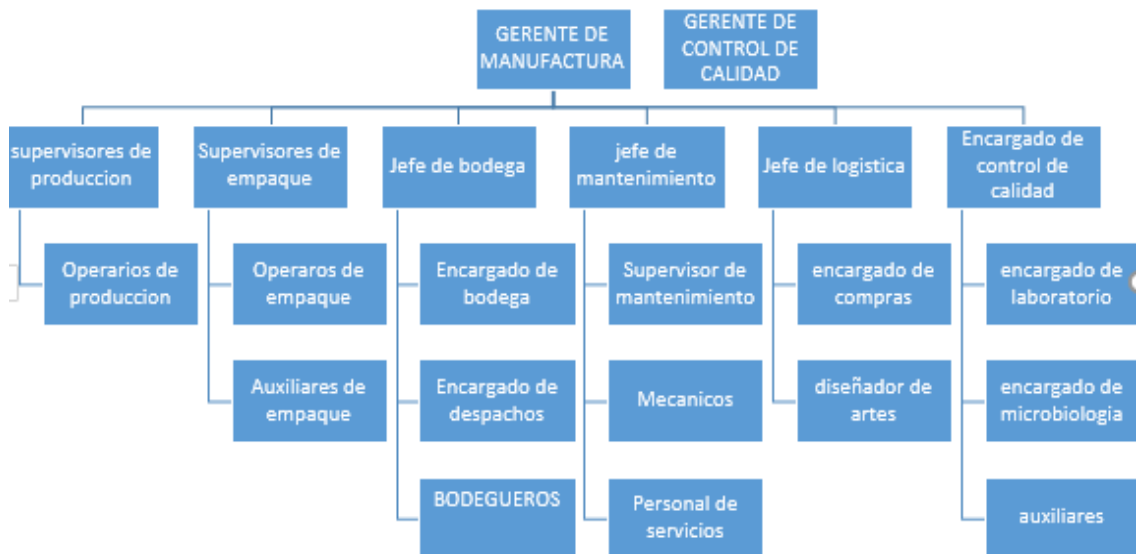 GERENTE DE
MANUFACTURA
GERENTE DE
CONTROL DE
CALIDAD
supervisores de
produccion
Supervisores de
empaque
Jefe de bodega
jefe de
mantenimiento
Jefe de logistica
Encargado de
control de
calidad
Operarios de
produccion
Operaros de
empaque
Encargado de
bodega
Supervisor de
mantenimiento
encargado de
compras
encargado de
laboratorio
Auxiliares de
empaque
Encargado de
despachos
Mecanicos
diseñador de
artes
encargado de
microbiologia
BODEGUEROS
Personal de
servicios
auxiliares